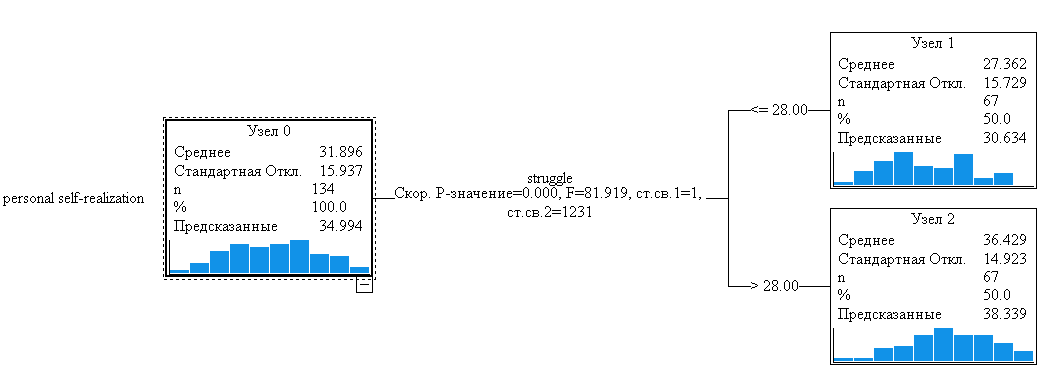 personal self-realization
Узел 0
Среднее 31.896
Стандартная Откл. 15.937
n 134
% 100.0
Предсказанные 34.994
struggle
Скор. P-значение=0.000, F=81.919, ст.св.1=1,
ст.св.2=1231
<= 28.00
Узел 1
Среднее 27.362
Стандартная Откл. 15.729
n 67
% 50.0
Предсказанные 30.634
> 28.00
Узел 2
Среднее 36.429
Стандартная Откл. 14.923
n 67
% 50.0
Предсказанные 38.339